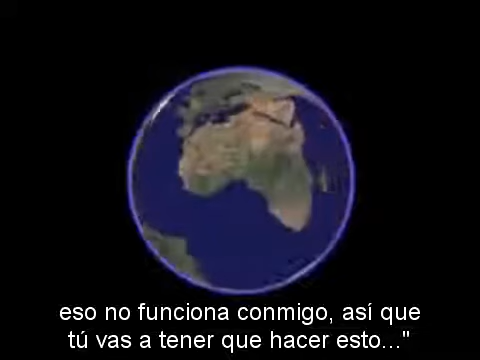 eso no funciona conmigo, así que
tú vas a tener que hacer esto..."